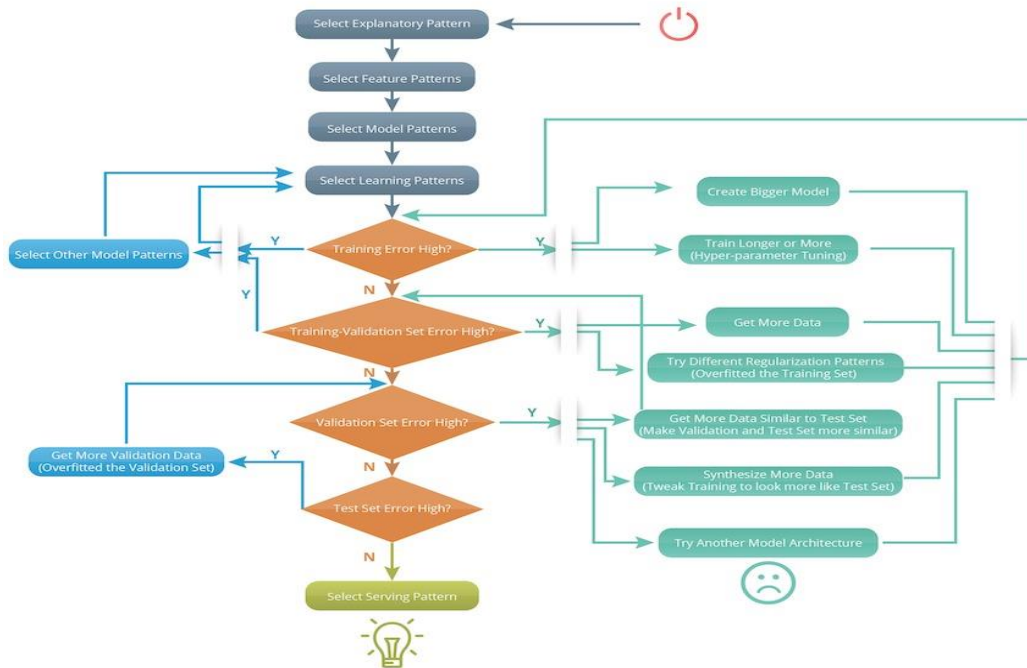 Select Explanatory Pattern
Select Feature Patterns
Select Model Patterns
Select Learning Patterns
Create Bigger Model
Training Error High?
Y
Y
Select Other Model Patterns
Train Longer or More
(Hyper-parameter Tuning)
N
Y
Training-Validation Set Error High?
Y
Get More Data
N
Try Different Regularization Patterns
(Overfitted the Training Set)
Validation Set Error High?
Y
Get More Data Similar to Test Set
(Make Validation and Test Set more similar)
Get More Validation Data
(Overfitted the Validation Set)
Y
N
Synthesize More Data
(Tweak Training to look more like Test Set)
Test Set Error High?
Try Another Model Architecture
N
Select Serving Pattern